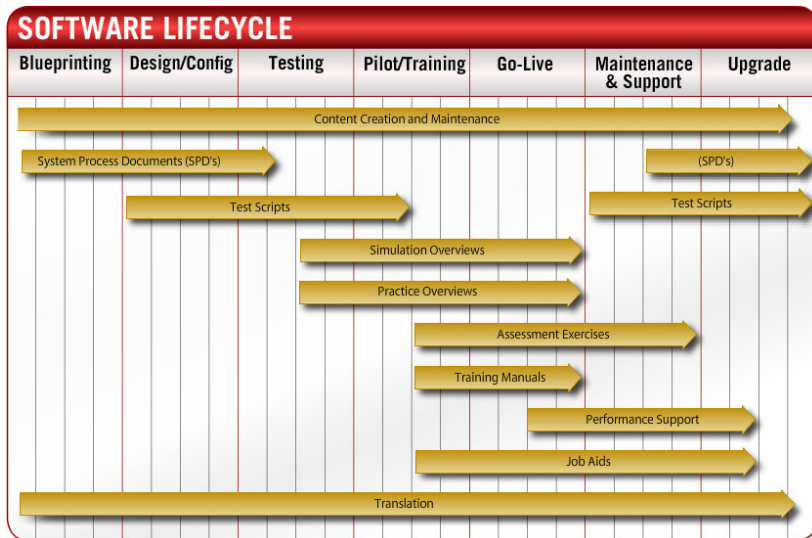 SOFTWARE LIFECYCLE
Blueprinting
Design/Config
Testing
Pilot/Training
Go-Live
Maintenance
& Support
Upgrade
Content Creation and Maintenance
System Process Documents (SPD's)
(SPD's)
Test Scripts
Test Scripts
Simulation Overviews
Practice Overviews
Assessment Exercises
Training Manuals
Performance Support
Job Aids
Translation